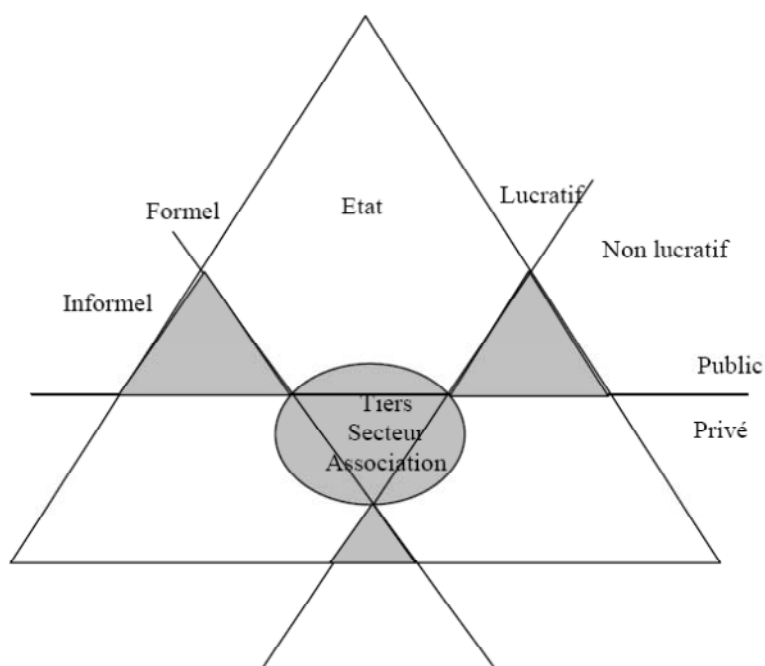 Formel
Etat
Lucratif
Non lucratif
Informel
Public
Tiers
Secteur
Association
Privé